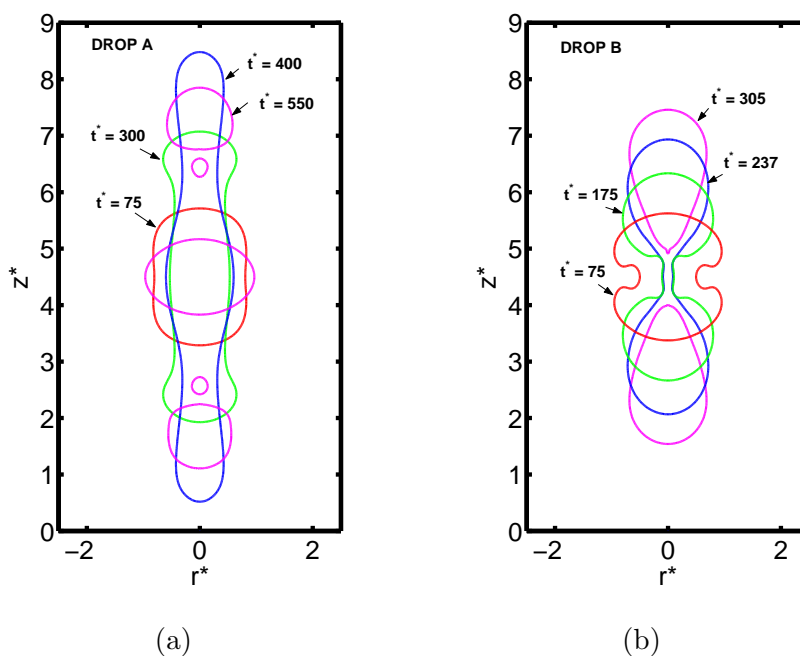 DROP A
t* = 400
t* = 550
t* = 300
t* = 75
9
8
7
6
5
4
3
2
1
0
z*
−2 0 2
r*
(a)
DROP B
t* = 305
t* = 237
t* = 175
t* = 75
9
8
7
6
5
4
3
2
1
0
z*
−2 0 2
r*
(b)